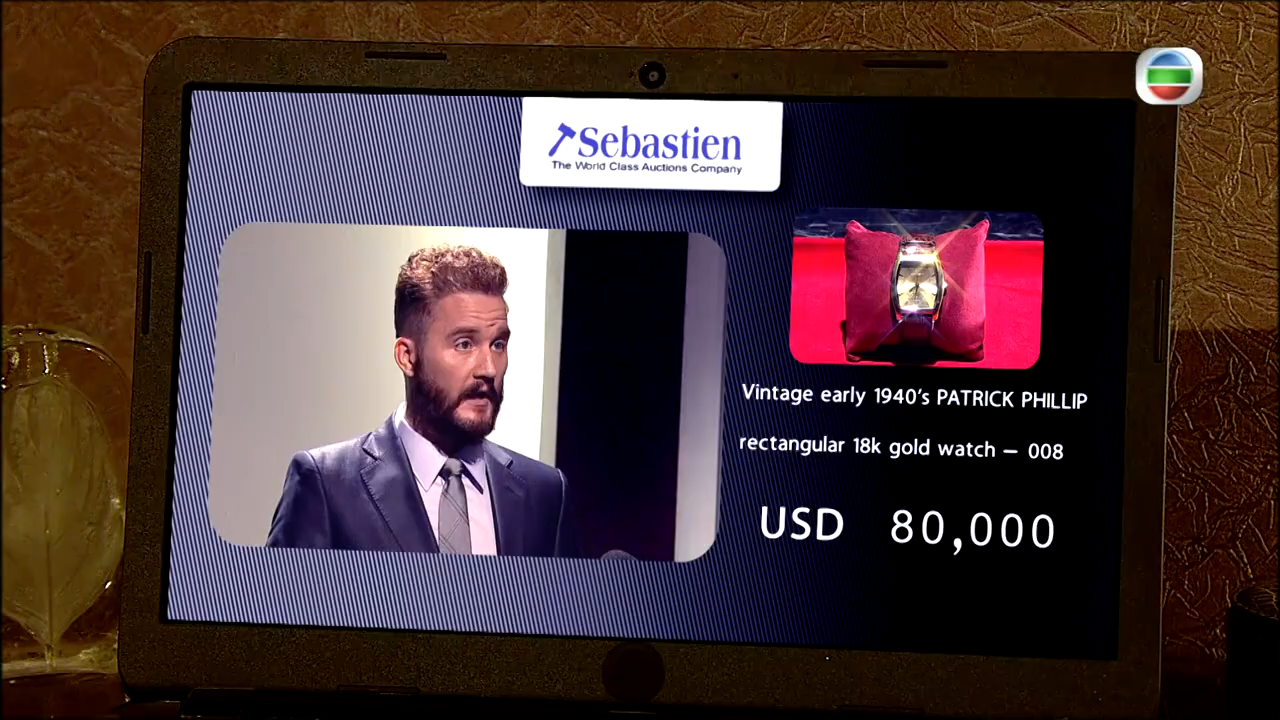 Sebastien
The World Class Auctions Company
Vintage early 1940's PATRICK PHILLIP
rectangular 18k gold watch – 008
USD 80,000